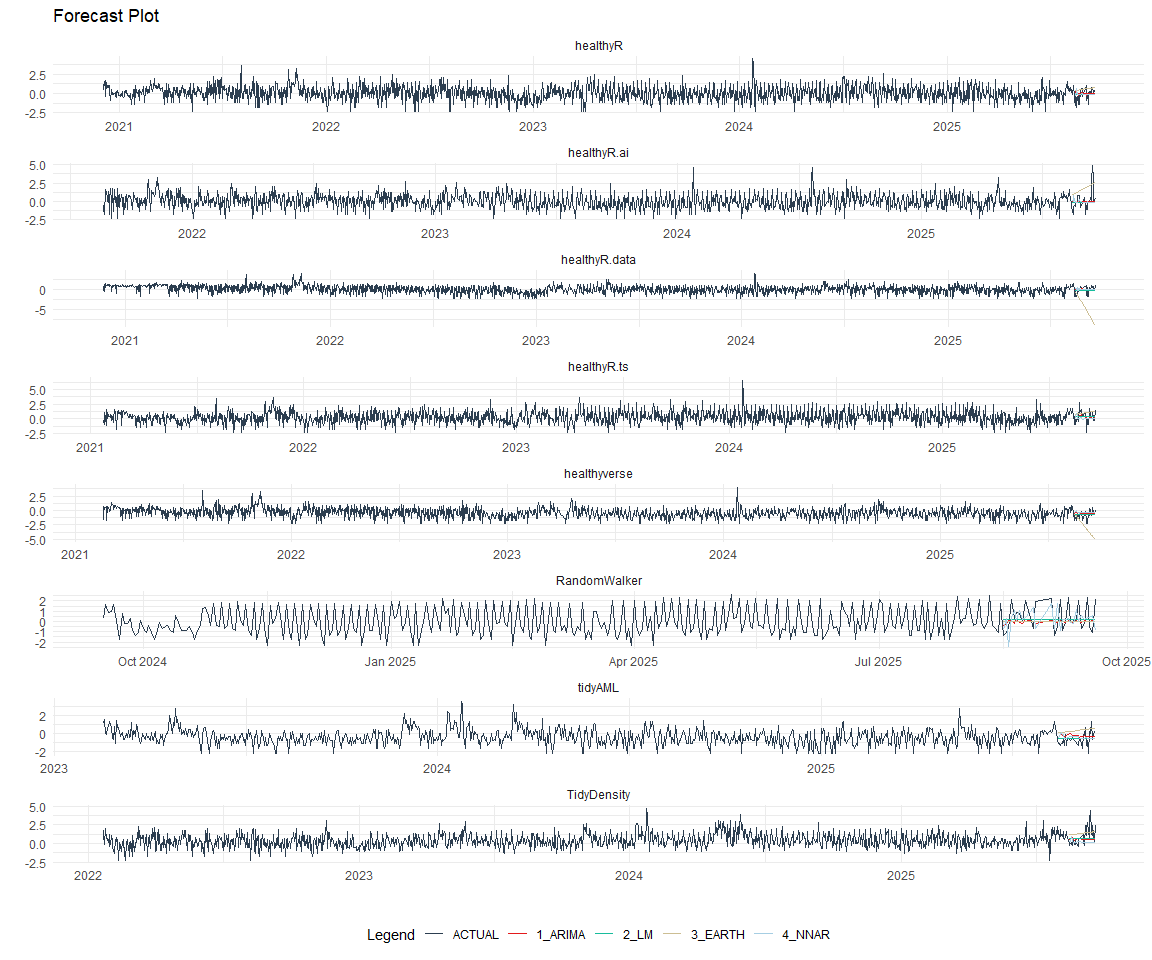 Forecast Plot
healthyR
2.5
0.0
-2.5
2021 2022 2023 2024 2025
healthyR.ai
5.0
2.5
0.0
-2.5
2022 2023 2024 2025
healthyR.data
0
-5
2021 2022 2023 2024 2025
healthyR.ts
5.0
2.5
0.0
-2.5
2021 2022 2023 2024 2025
healthyverse
2.5
0.0
-2.5
-5.0
2021 2022 2023 2024 2025
RandomWalker
2
1
0
-1
-2
Oct 2024 Jan 2025 Apr 2025 Jul 2025 Oct 2025
tidyAML
2
0
-2
2023 2024 2025
TidyDensity
5.0
2.5
0.0
-2.5
2022 2023 2024 2025
Legend ACTUAL 1_ARIMA 2_LM 3_EARTH 4_NNAR